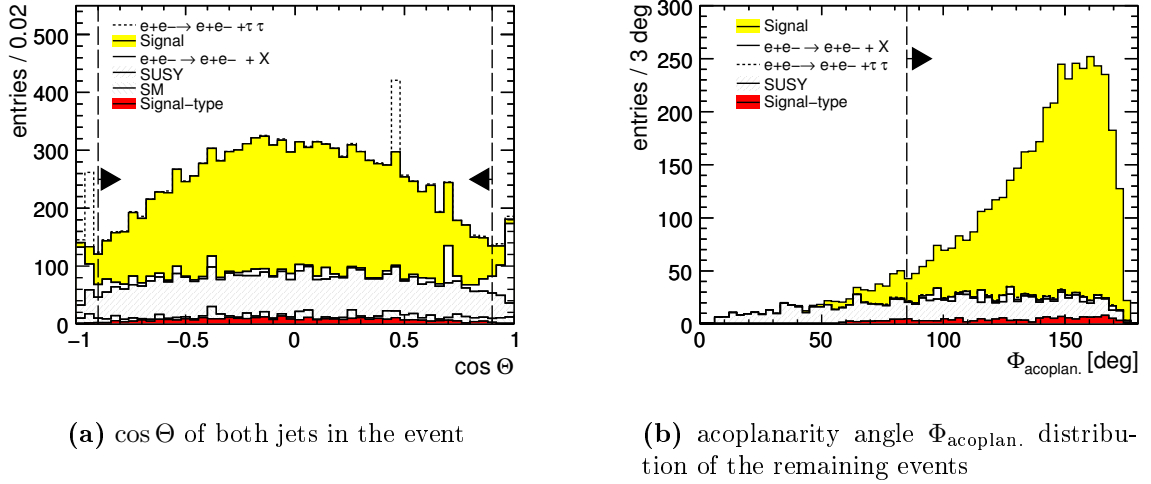 entries / 0.02
500
400
300
200
100
0
e+e−→ e+e− +τ τ
Signal
e+e−→ e+e− + X
SUSY
SM
Signal−type
−1
−0.5
0
0.5
1
cos Θ
entries / 3 deg
300
250
200
150
100
50
0
Signal
e+e−→ e+e− + X
e+e−→ e+e− +τ τ
SUSY
Signal−type
0
50
100
150
Φacoplan. [deg]
(a) cos Θ of both jets in the event
(b) acoplanarity angle Φacoplan. distribu-
tion of the remaining events